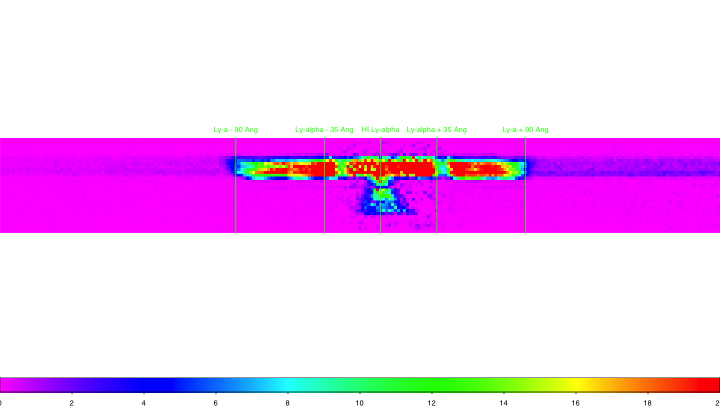 Ly-a - 90 Ang Ly-alpha - 35 Ang HI Ly-alpha Ly-alpha + 35 Ang Ly-a + 90 Ang
0 2 4 6 8 10 12 14 16 18 2